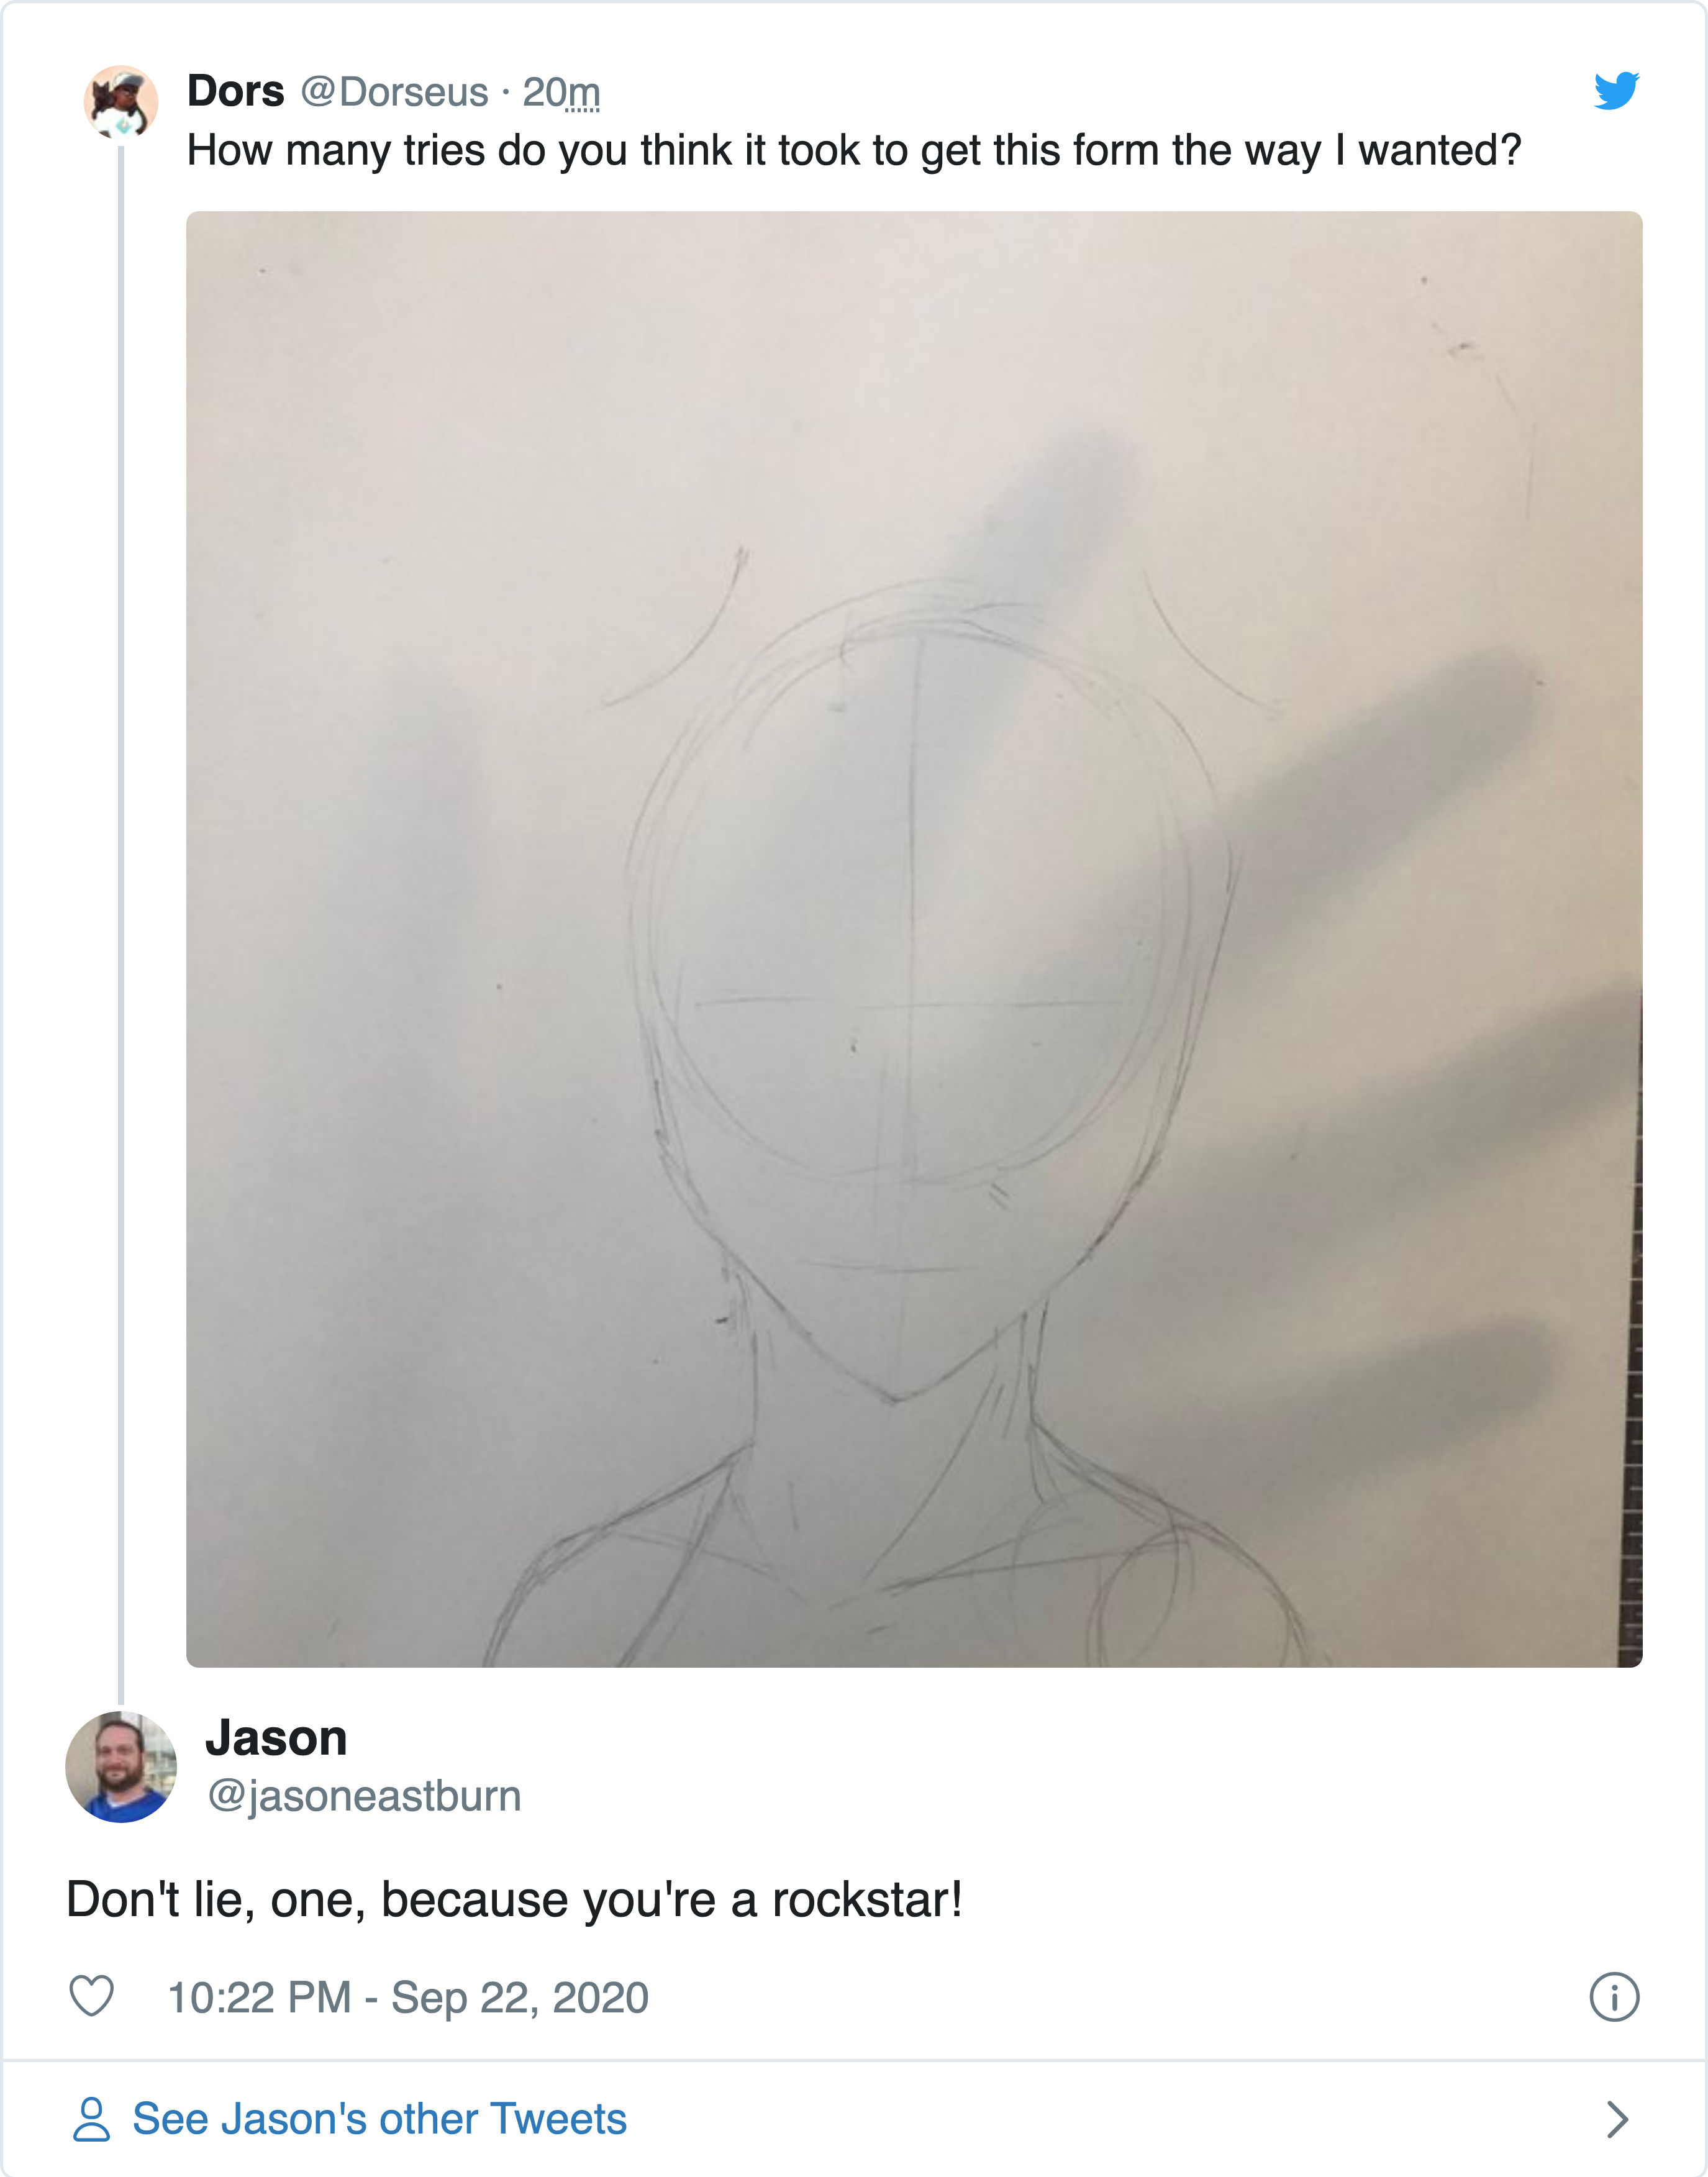 Dors @Dorseus · 20m
How many tries do you think it took to get this form the way I wanted?
Jason
@jasoneastburn
Don't lie, one, because you're a rockstar!
10:22 PM - Sep 22, 2020
See Jason's other Tweets